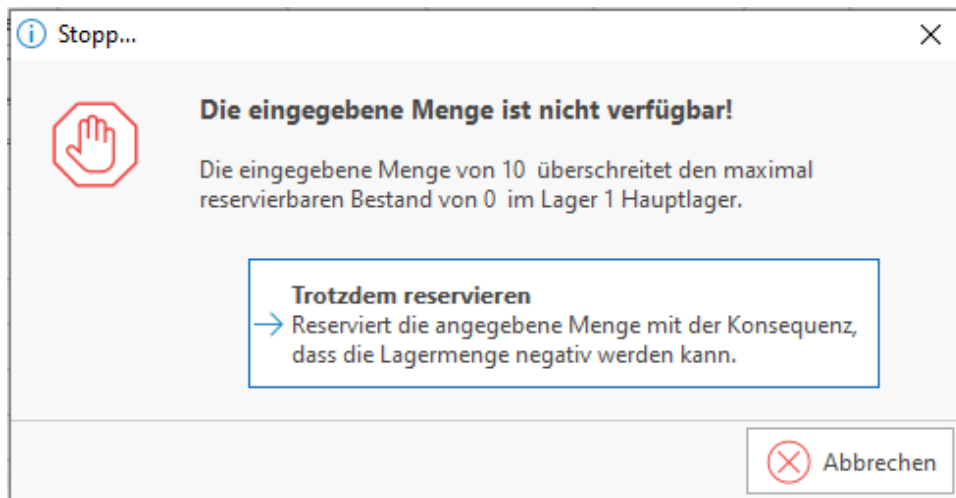 Stopp...
Die eingegebene Menge ist nicht verfügbar!
Die eingegebene Menge von 10 überschreitet den maximal
reservierbaren Bestand von 0 im Lager 1 Hauptlager.
Trotzdem reservieren
Reserviert die angegebene Menge mit der Konsequenz,
dass die Lagermenge negativ werden kann.
Abbrechen